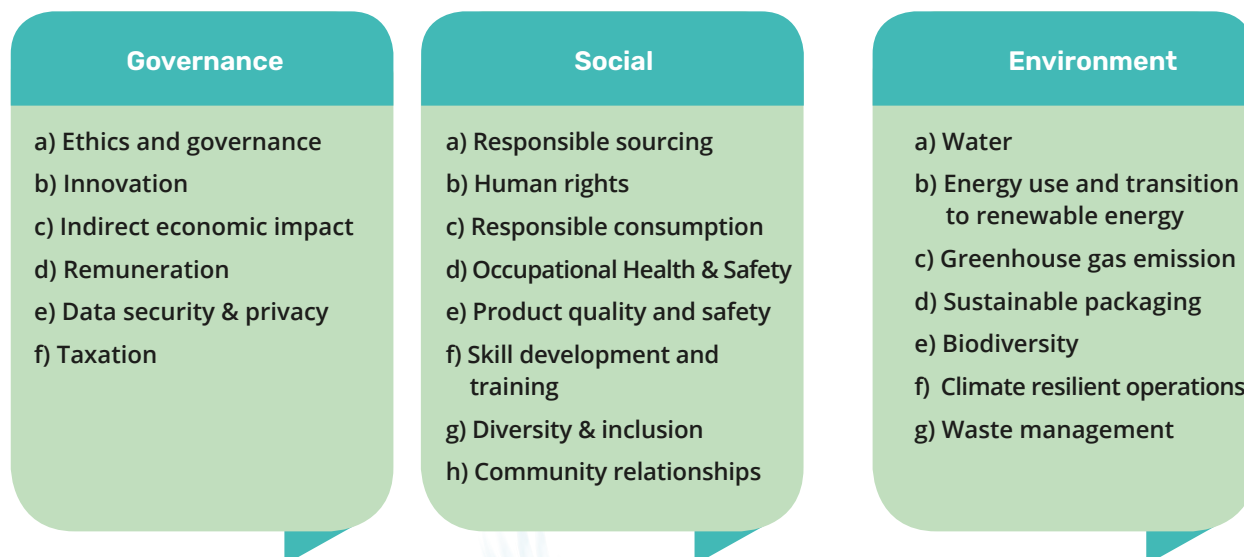 Governance
a) Ethics and governance
b) Innovation
c) Indirect economic impact
d) Remuneration
e) Data security & privacy
f) Taxation
Social
a) Responsible sourcing
b) Human rights
c) Responsible consumption
d) Occupational Health & Safety
e) Product quality and safety
f) Skill development and
training
g) Diversity & inclusion
h) Community relationships
Environment
a) Water
b) Energy use and transition
to renewable energy
c) Greenhouse gas emission
d) Sustainable packaging
e) Biodiversity
f) Climate resilient operations
g) Waste management